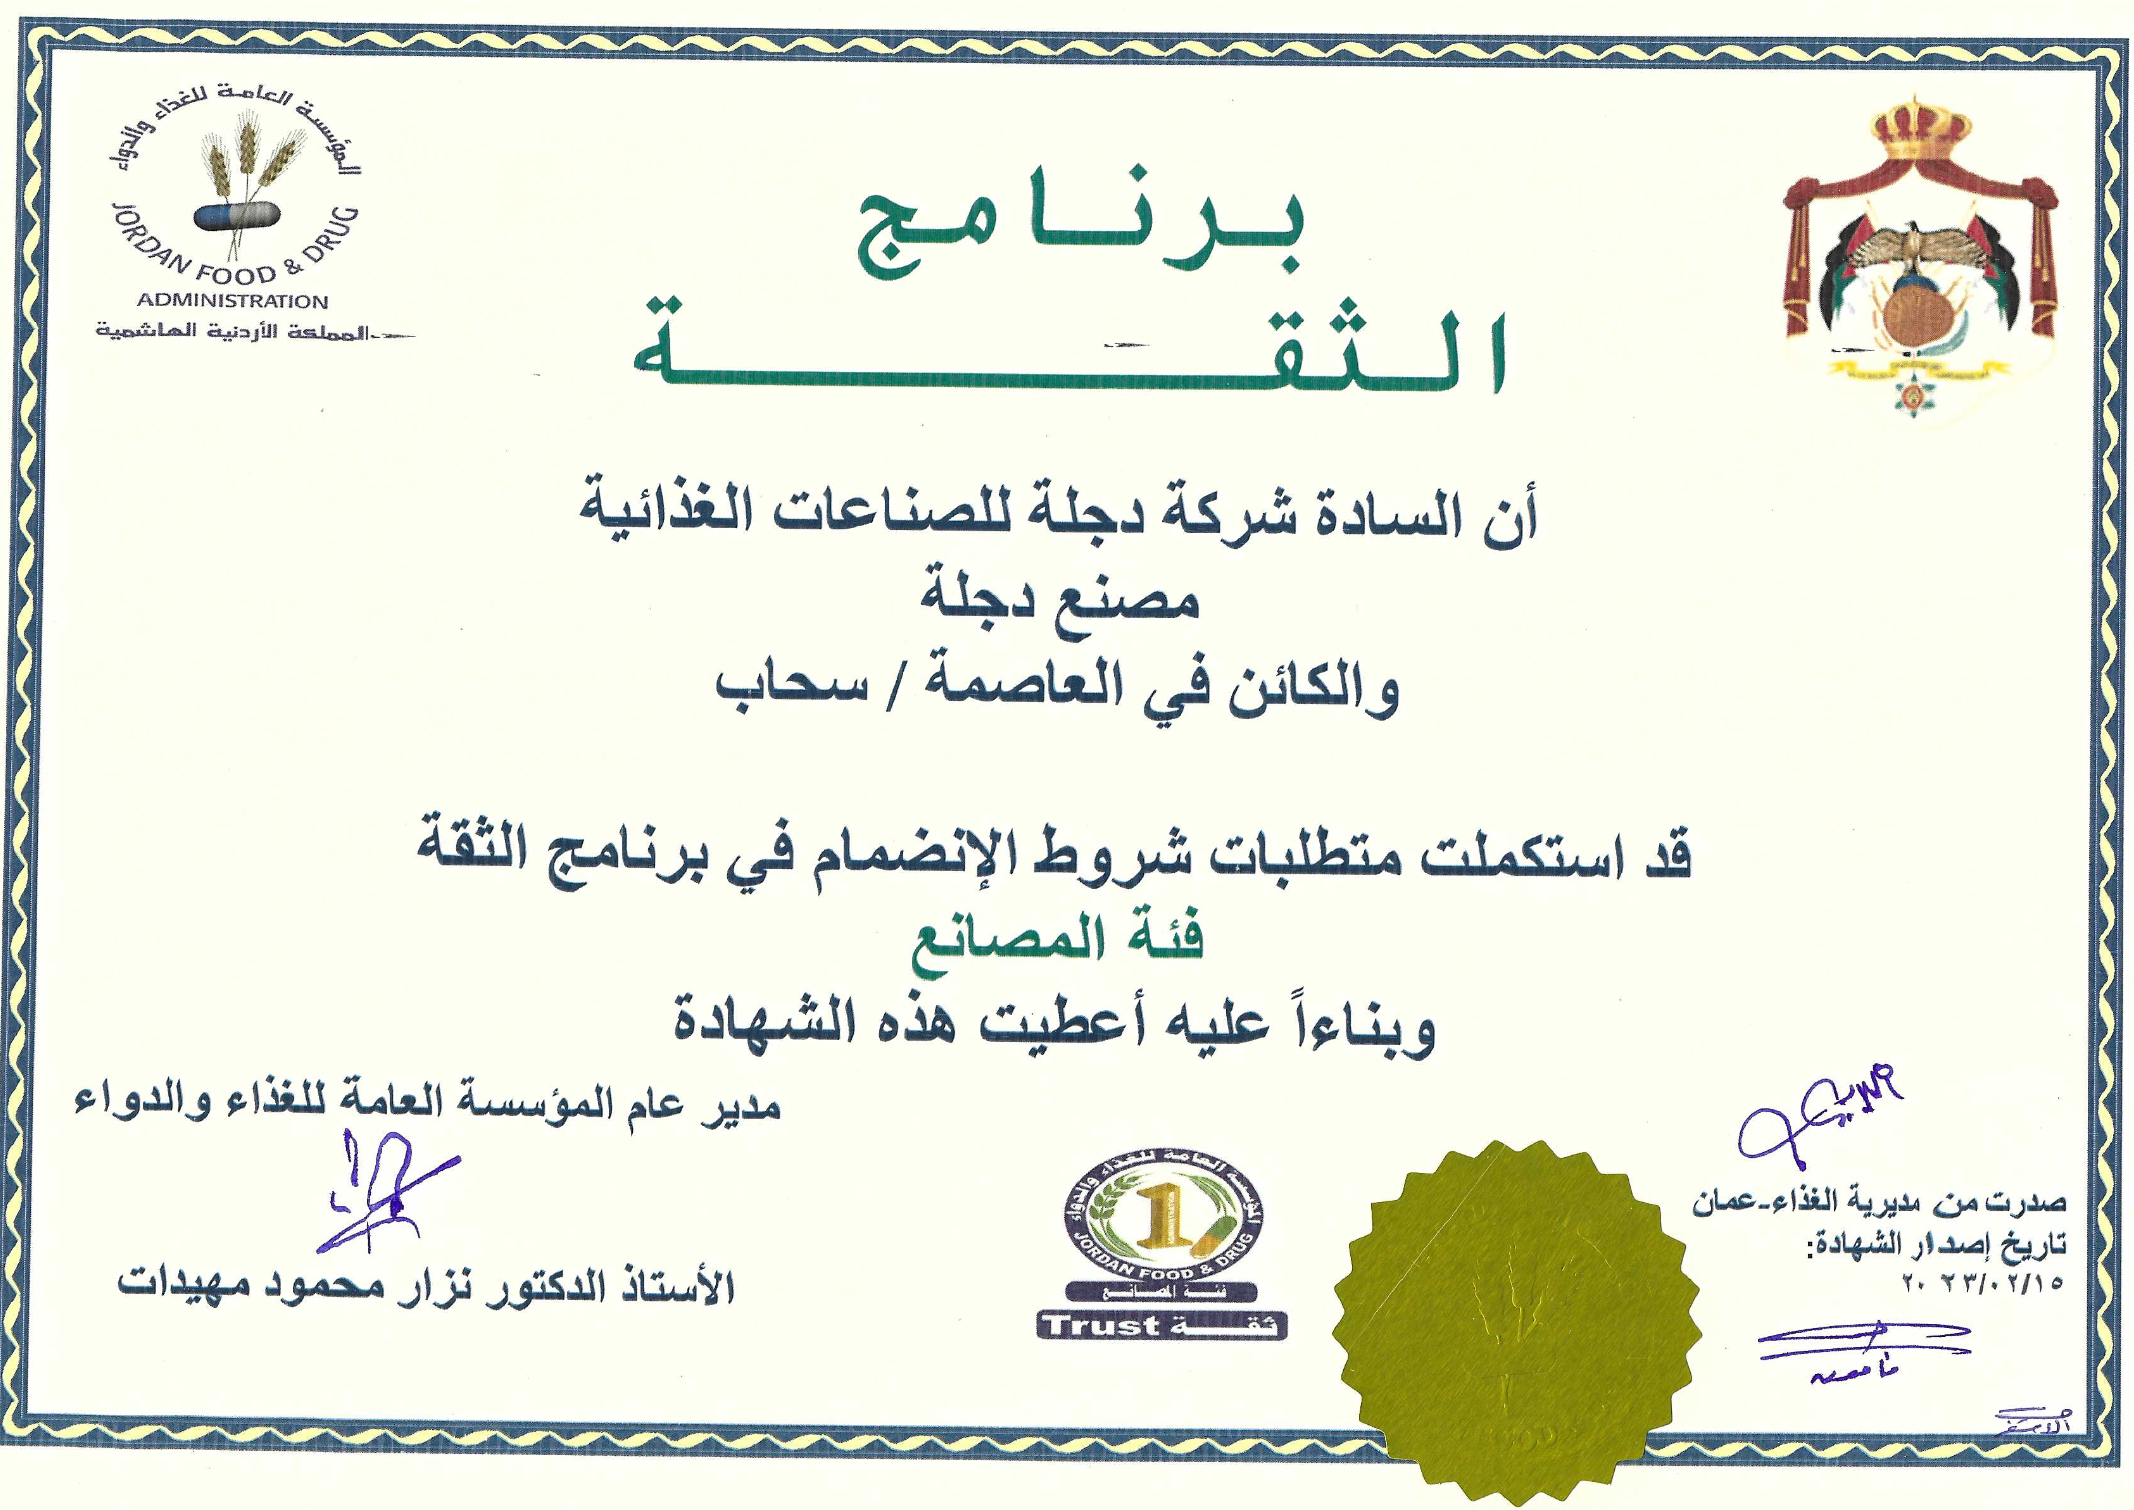 المؤسسة العامة للغذاء والدواء
JORDAN FOOD & DRUG
ADMINISTRATION
المملكة الأردنية الهاشمية
برنامج
الثقة
أن السادة شركة دجلة للصناعات الغذائية
مصنع دجلة
والكائن في العاصمة / سحاب
قد استكملت متطلبات شروط الإنضمام في برنامج الثقة
فئة المصانع
وبناءاً عليه أعطيت هذه الشهادة
مدير عام المؤسسة العامة للغذاء والدواء
الأستاذ الدكتور نزار محمود مهيدات
المؤسسة العامة للغذاء والدواء
1
ADMINISTRATION
JORDAN FOOD & DRUG
فئة المصانع
ثقة Trust
صدرت من مديرية الغذاء-عمان
تاريخ إصدار الشهادة:
٢٠٢٣/٠٢/١٥